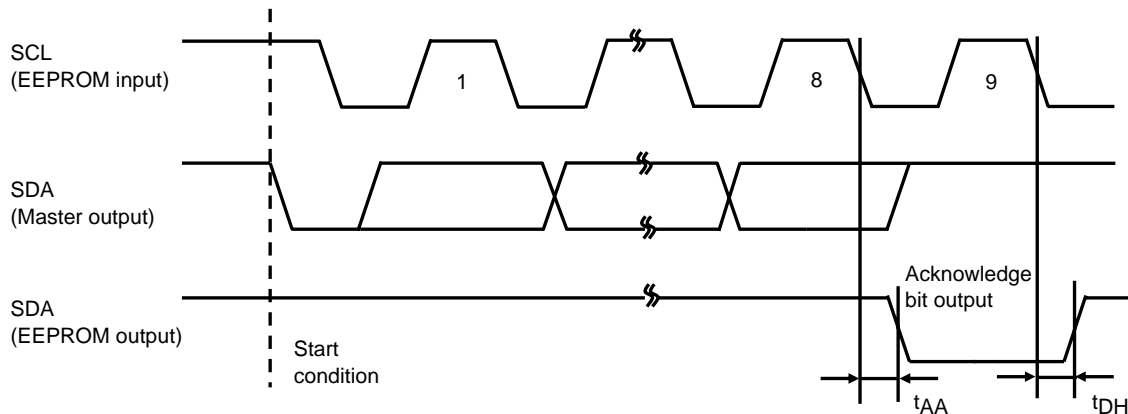 SCL
(EEPROM input)
1
8
9
SDA
(Master output)
SDA
(EEPROM output)
Acknowledge
bit output
Start
condition
tAA
tDH